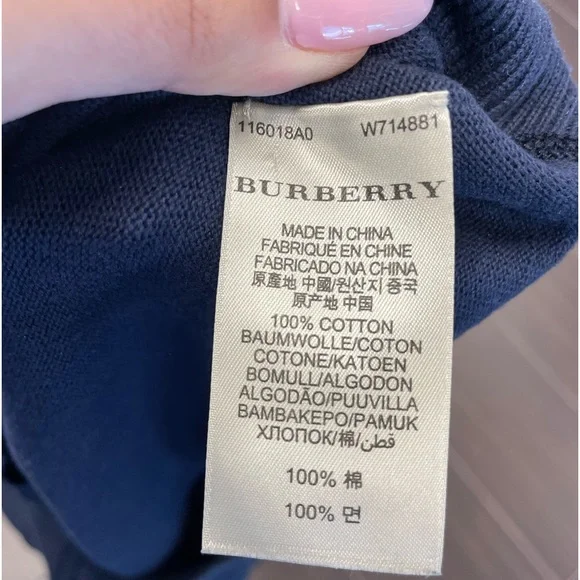 116018A0 W714881
BURBERRY
MADE IN CHINA
FABRIQUÉ EN CHINE
FABRICADO NA CHINA
原產地 中國/원산지 중국
原产地 中国
100% COTTON
BAUMWOLLE/COTON
COTONE/KATOEN
BOMULL/ALGODON
ALGODÃO/PUUVILLA
ΒΑΜΒΑΚΕΡΟ/PAMUK
ХЛОПОК/棉/قطن/
100% 棉
100% 면